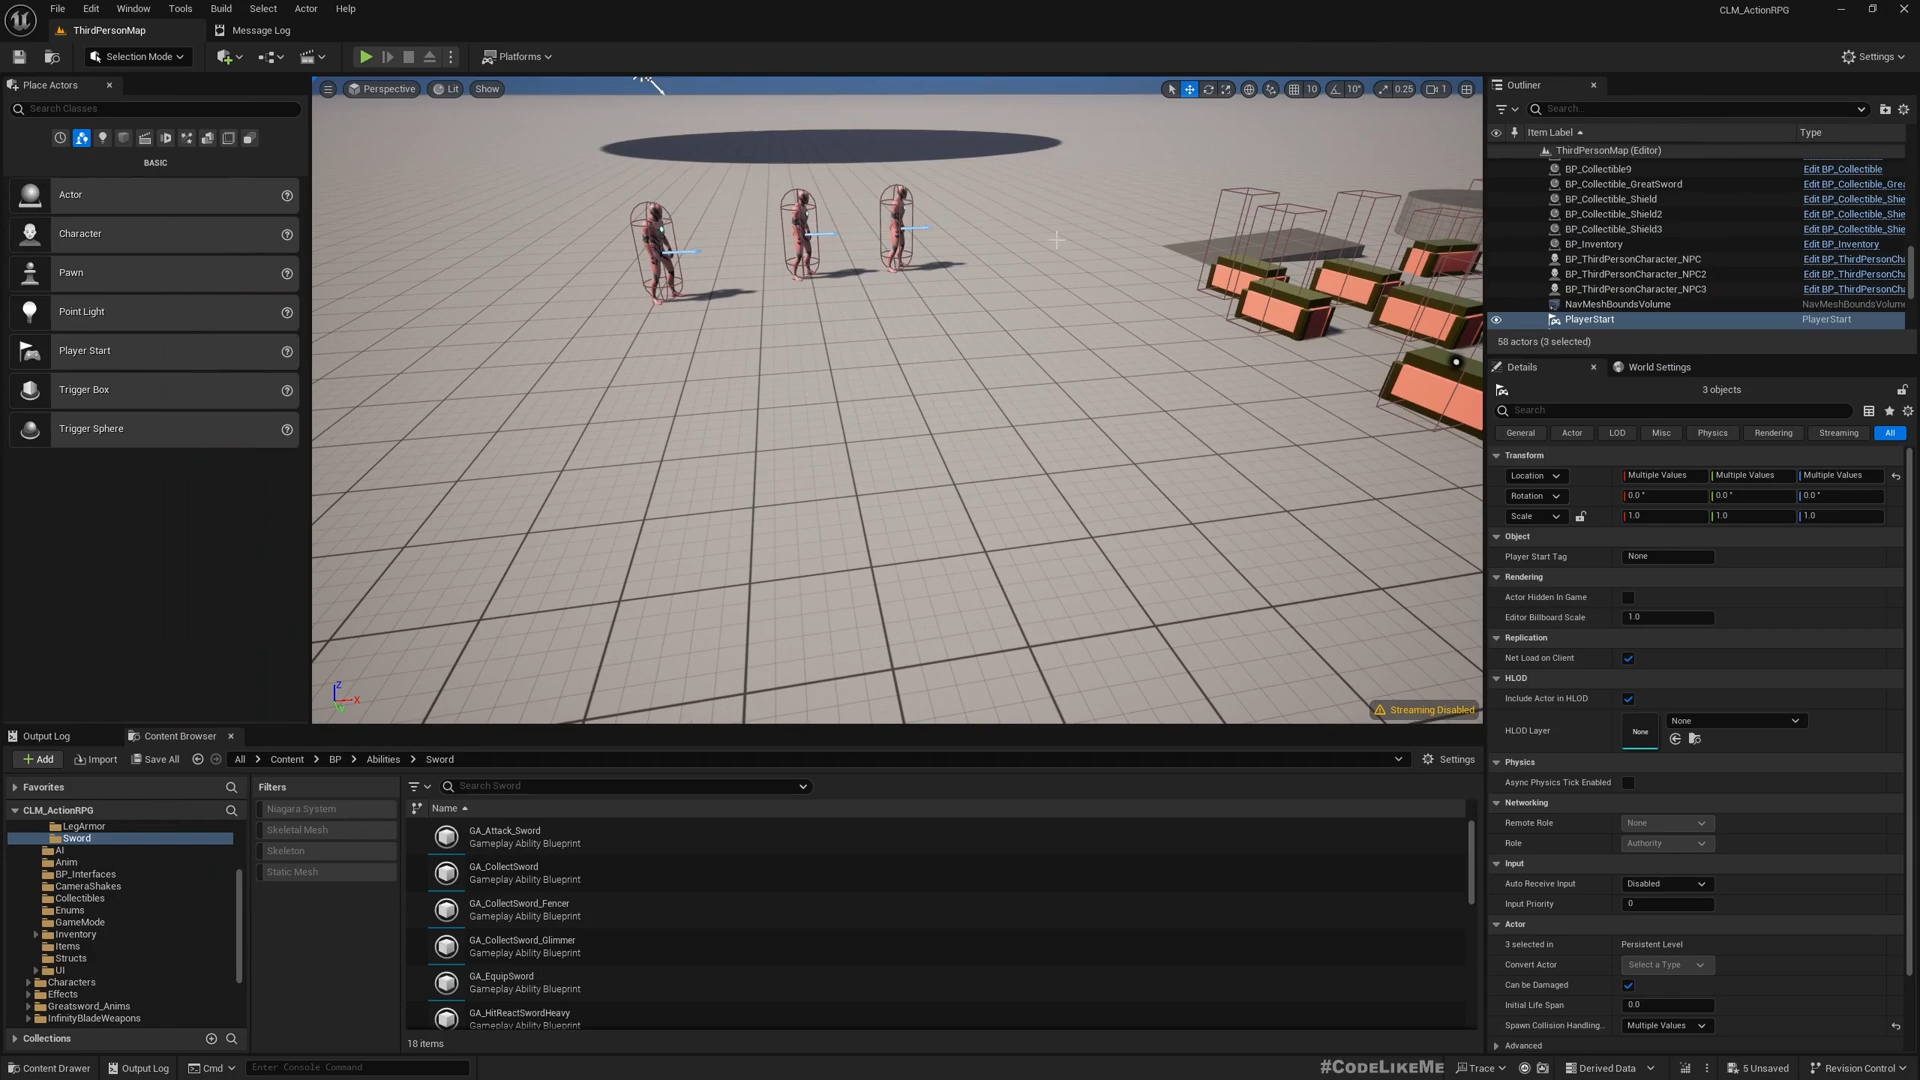 File Edit Window Tools Build Select Actor Help
CLM_ActionRPG
ThirdPersonMap
Message Log
Selection Mode
Platforms
Settings
Place Actors
Search Classes
BASIC
Actor
Character
Pawn
Point Light
Player Start
Trigger Box
Trigger Sphere
Perspective
Lit
Show
10
10°
0.25
1
Z
X
Streaming Disabled
Outliner
Search...
Item Label
Type
ThirdPersonMap (Editor)
BP_Collectible9 Edit BP_Collectible
BP_Collectible_GreatSword Edit BP_Collectible_Gre
BP_Collectible_Shield Edit BP_Collectible_Shie
BP_Collectible_Shield2 Edit BP_Collectible_Shie
BP_Collectible_Shield3 Edit BP_Collectible_Shie
BP_Inventory Edit BP_Inventory
BP_ThirdPersonCharacter_NPC Edit BP_ThirdPersonCha
BP_ThirdPersonCharacter_NPC2 Edit BP_ThirdPersonCha
BP_ThirdPersonCharacter_NPC3 Edit BP_ThirdPersonCha
NavMeshBoundsVolume NavMeshBoundsVolume
PlayerStart PlayerStart
58 actors (3 selected)
Details
World Settings
3 objects
Search
General Actor LOD Misc Physics Rendering Streaming All
Transform
Location Multiple Values Multiple Values Multiple Values
Rotation 0.0 ° 0.0 ° 0.0 °
Scale 1.0 1.0 1.0
Object
Player Start Tag None
Rendering
Actor Hidden In Game
Editor Billboard Scale 1.0
Replication
Net Load on Client
HLOD
Include Actor in HLOD
HLOD Layer None None
Physics
Async Physics Tick Enabled
Networking
Remote Role None
Role Authority
Input
Auto Receive Input Disabled
Input Priority 0
Actor
3 selected in Persistent Level
Convert Actor Select a Type
Can be Damaged
Initial Life Span 0.0
Spawn Collision Handling... Multiple Values
Advanced
Output Log
Content Browser
Add
Import
Save All
All > Content > BP > Abilities > Sword
Settings
Favorites
CLM_ActionRPG
LegArmor
Sword
AI
Anim
BP_Interfaces
CameraShakes
Collectibles
Enums
GameMode
Inventory
Items
Structs
UI
Characters
Effects
Greatsword_Anims
InfinityBladeWeapons
Collections
Filters
Niagara System
Skeletal Mesh
Skeleton
Static Mesh
Search Sword
Name
GA_Attack_Sword
Gameplay Ability Blueprint
GA_CollectSword
Gameplay Ability Blueprint
GA_CollectSword_Fencer
Gameplay Ability Blueprint
GA_CollectSword_Glimmer
Gameplay Ability Blueprint
GA_EquipSword
Gameplay Ability Blueprint
GA_HitReactSwordHeavy
Gameplay Ability Blueprint
18 items
Content Drawer
Output Log
Cmd
Enter Console Command
#CodeLikeMe
Trace
Derived Data
5 Unsaved
Revision Control